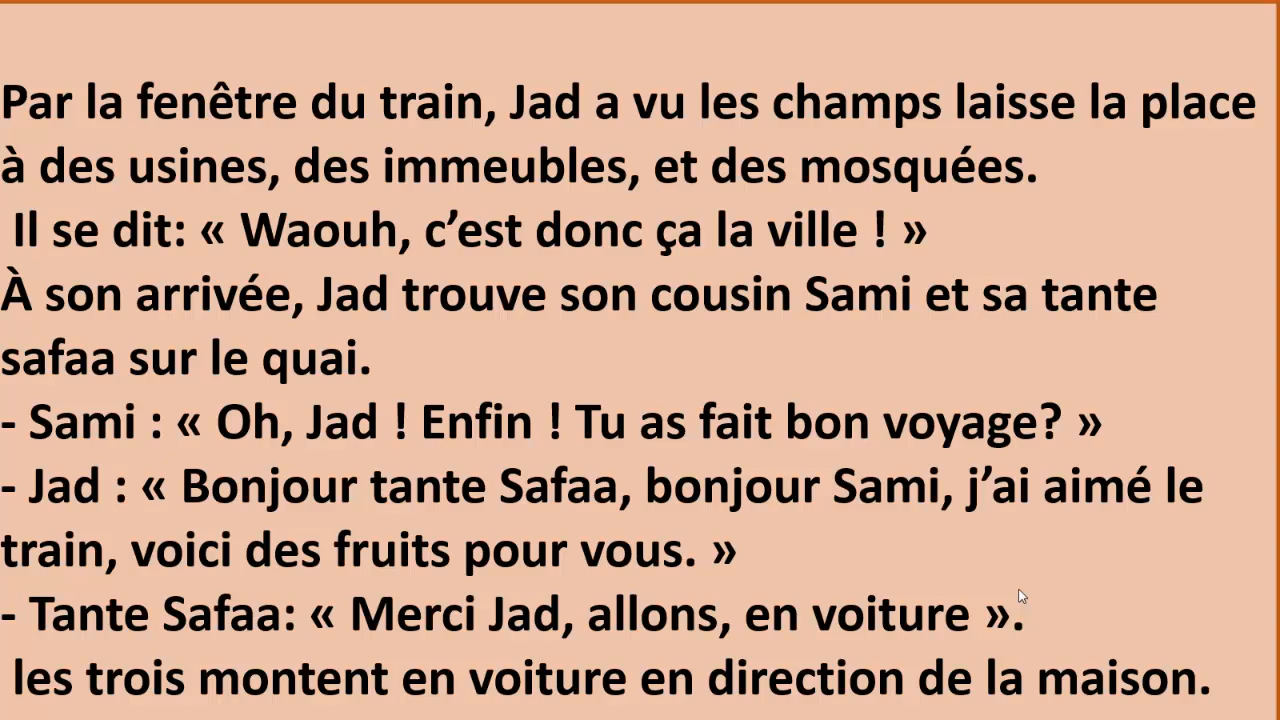 Par la fenêtre du train, Jad a vu les champs laisse la place
à des usines, des immeubles, et des mosquées.
Il se dit: « Waouh, c’est donc ça la ville ! »
À son arrivée, Jad trouve son cousin Sami et sa tante
safaa sur le quai.
- Sami : « Oh, Jad ! Enfin ! Tu as fait bon voyage? »
- Jad : « Bonjour tante Safaa, bonjour Sami, j’ai aimé le
train, voici des fruits pour vous. »
- Tante Safaa: « Merci Jad, allons, en voiture ».
les trois montent en voiture en direction de la maison.